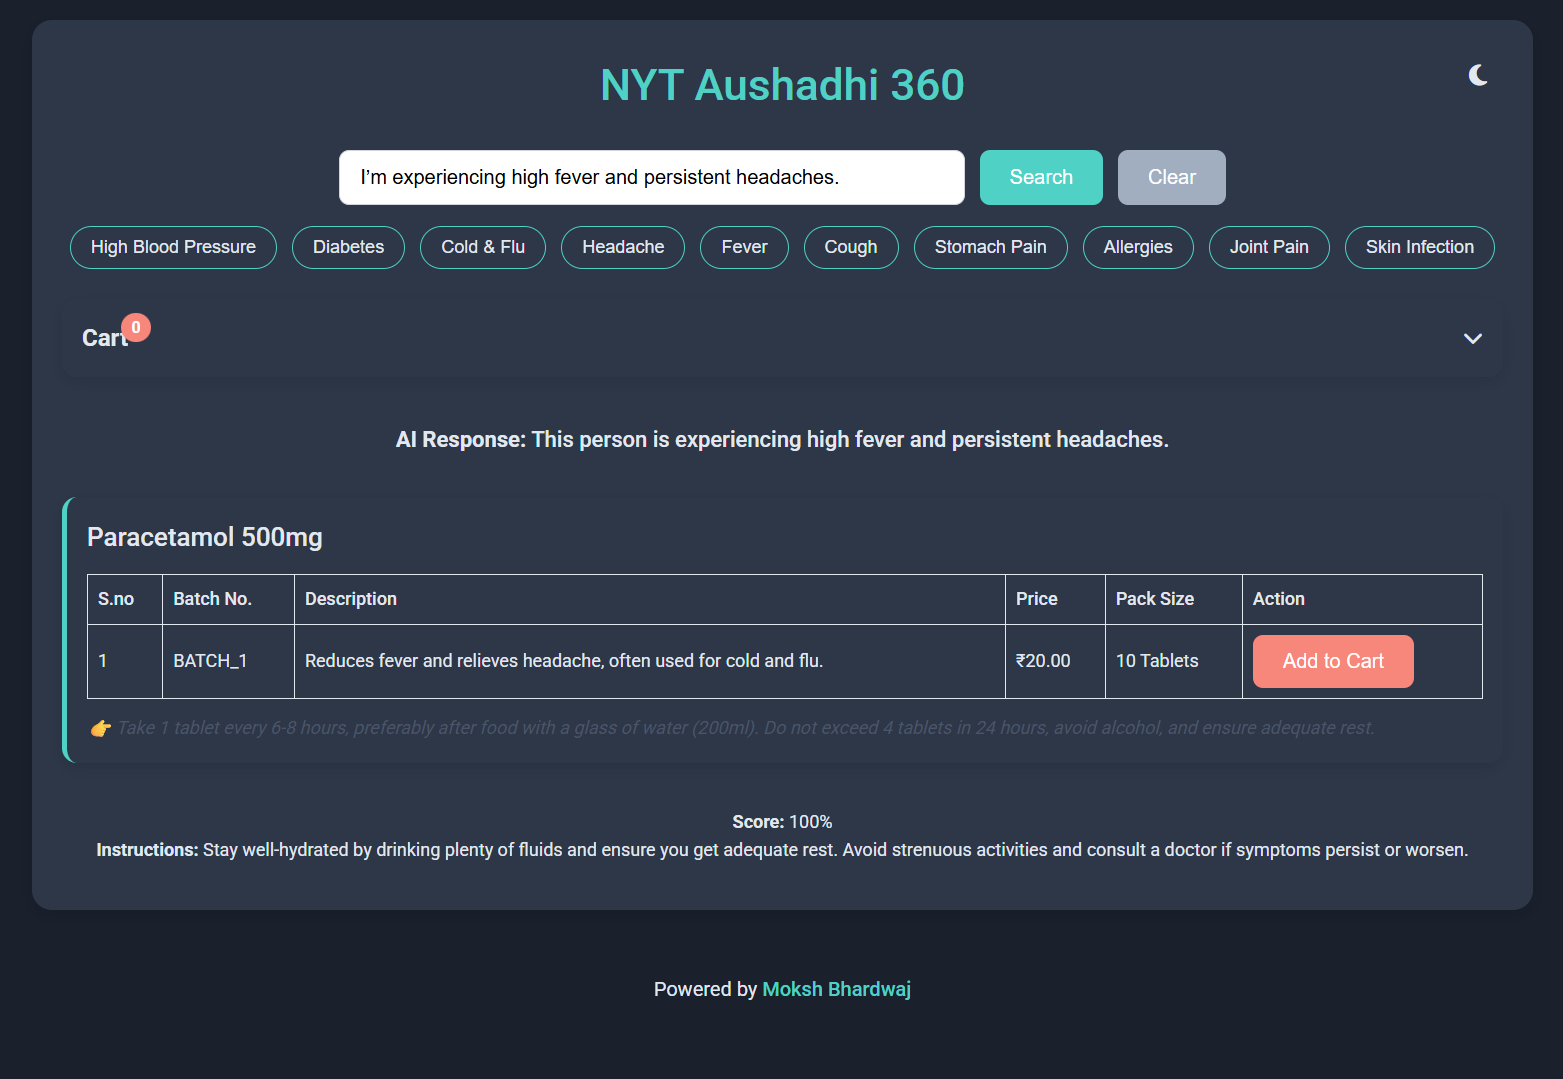 NYT Aushadhi 360
I’m experiencing high fever and persistent headaches.
Search
Clear
High Blood Pressure
Diabetes
Cold & Flu
Headache
Fever
Cough
Stomach Pain
Allergies
Joint Pain
Skin Infection
Cart
0
AI Response: This person is experiencing high fever and persistent headaches.
Paracetamol 500mg
S.no Batch No. Description Price Pack Size Action
1 BATCH_1 Reduces fever and relieves headache, often used for cold and flu. ₹20.00 10 Tablets Add to Cart
👉 Take 1 tablet every 6-8 hours, preferably after food with a glass of water (200ml). Do not exceed 4 tablets in 24 hours, avoid alcohol, and ensure adequate rest.
Score: 100%
Instructions: Stay well-hydrated by drinking plenty of fluids and ensure you get adequate rest. Avoid strenuous activities and consult a doctor if symptoms persist or worsen.
Powered by Moksh Bhardwaj